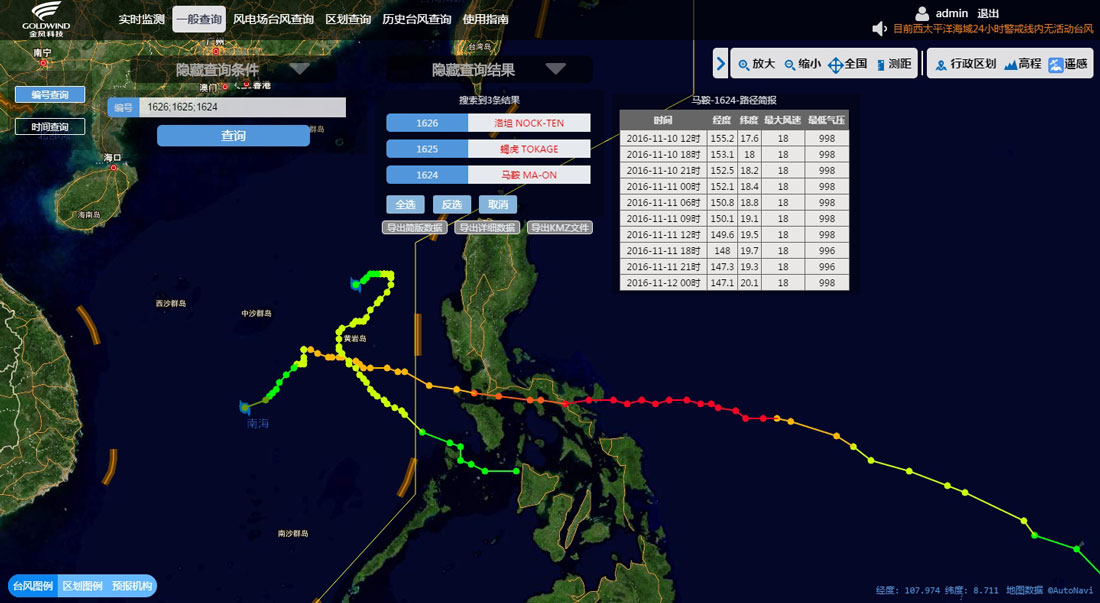 GOLDWIND
金风科技
实时监测 一般查询 风电场台风查询 区划查询 历史台风查询 使用指南
admin 退出
目前西太平洋海域24小时警戒线内无活动台风
放大 缩小 全国 测距 行政区划 高程 遥感
隐藏查询条件
隐藏查询结果
编号查询
时间查询
编号 1626;1625;1624
查询
搜索到3条结果
1626 洛坦 NOCK-TEN
1625 蝎虎 TOKAGE
1624 马鞍 MA-ON
全选 反选 取消
导出简版数据 导出详细数据 导出KMZ文件
马鞍-1624-路径简报
时间 经度 纬度 最大风速 最低气压
2016-11-10 12时 155.2 17.6 18 998
2016-11-10 18时 153.1 18 18 998
2016-11-10 21时 152.5 18.2 18 998
2016-11-11 00时 152.1 18.4 18 998
2016-11-11 06时 150.8 18.8 18 998
2016-11-11 09时 150.1 19.1 18 998
2016-11-11 12时 149.6 19.5 18 998
2016-11-11 18时 148 19.7 18 996
2016-11-11 21时 147.3 19.3 18 996
2016-11-12 00时 147.1 20.1 18 998
南宁
广州
澳门
香港
台湾岛
群岛
海口
海南岛
西沙群岛
中沙群岛
黄岩岛
南海
南沙群岛
台风图例 区划图例 预报机构
经度: 107.974 纬度: 8.711 地图数据 ©AutoNavi